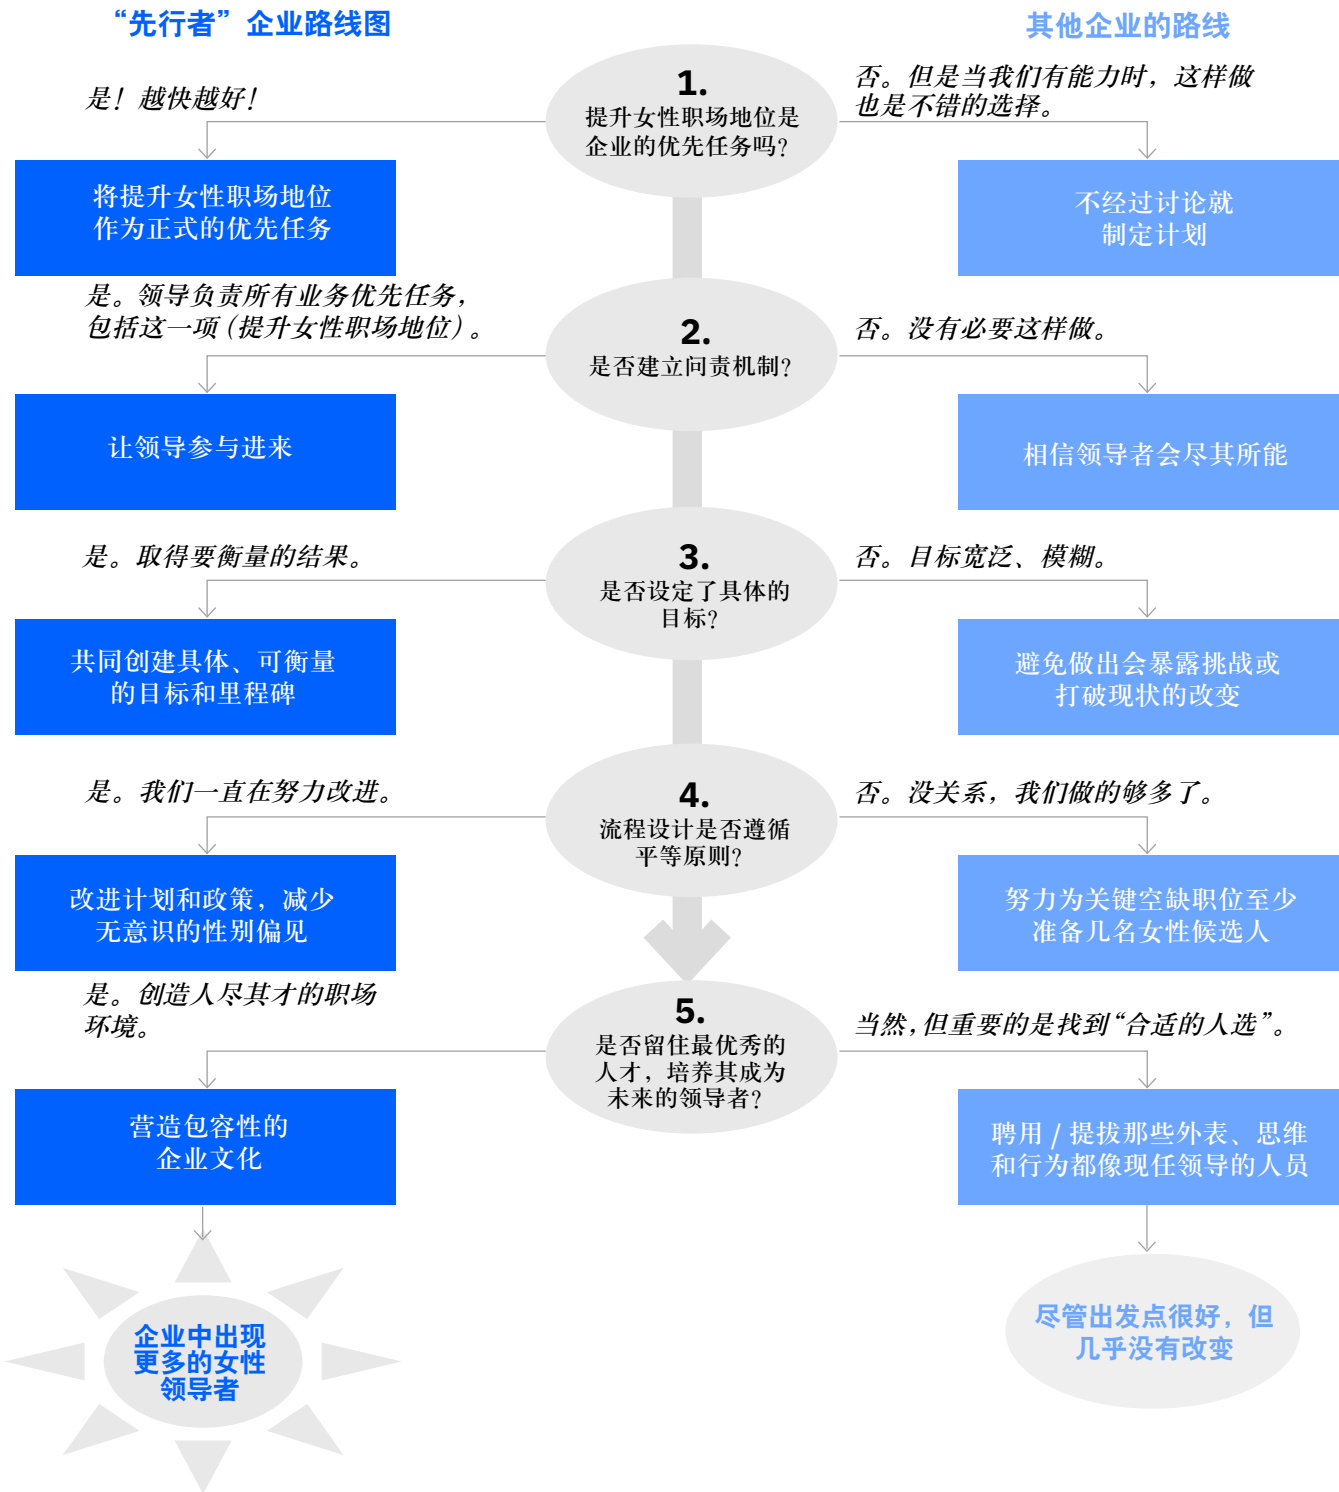 “先行者”企业路线图
其他企业的路线
是！越快越好！
1.
提升女性职场地位是
企业的优先任务吗？
否。但是当我们有能力时，这样做
也是不错的选择。
将提升女性职场地位
作为正式的优先任务
不经过讨论就
制定计划
是。领导负责所有业务优先任务，
包括这一项（提升女性职场地位）。
2.
是否建立问责机制？
否。没有必要这样做。
让领导参与进来
相信领导者会尽其所能
是。取得要衡量的结果。
3.
是否设定了具体的
目标？
否。目标宽泛、模糊。
共同创建具体、可衡量
的目标和里程碑
避免做出会暴露挑战或
打破现状的改变
是。我们一直在努力改进。
4.
流程设计是否遵循
平等原则？
否。没关系，我们做的够多了。
改进计划和政策，减少
无意识的性别偏见
努力为关键空缺职位至少
准备几名女性候选人
是。创造人尽其才的职场
环境。
5.
是否留住最优秀的
人才，培养其成为
未来的领导者？
当然，但重要的是找到“合适的人选”。
营造包容性的
企业文化
聘用 / 提拔那些外表、思维
和行为都像现任领导的人员
企业中出现
更多的女性
领导者
尽管出发点很好，但
几乎没有改变